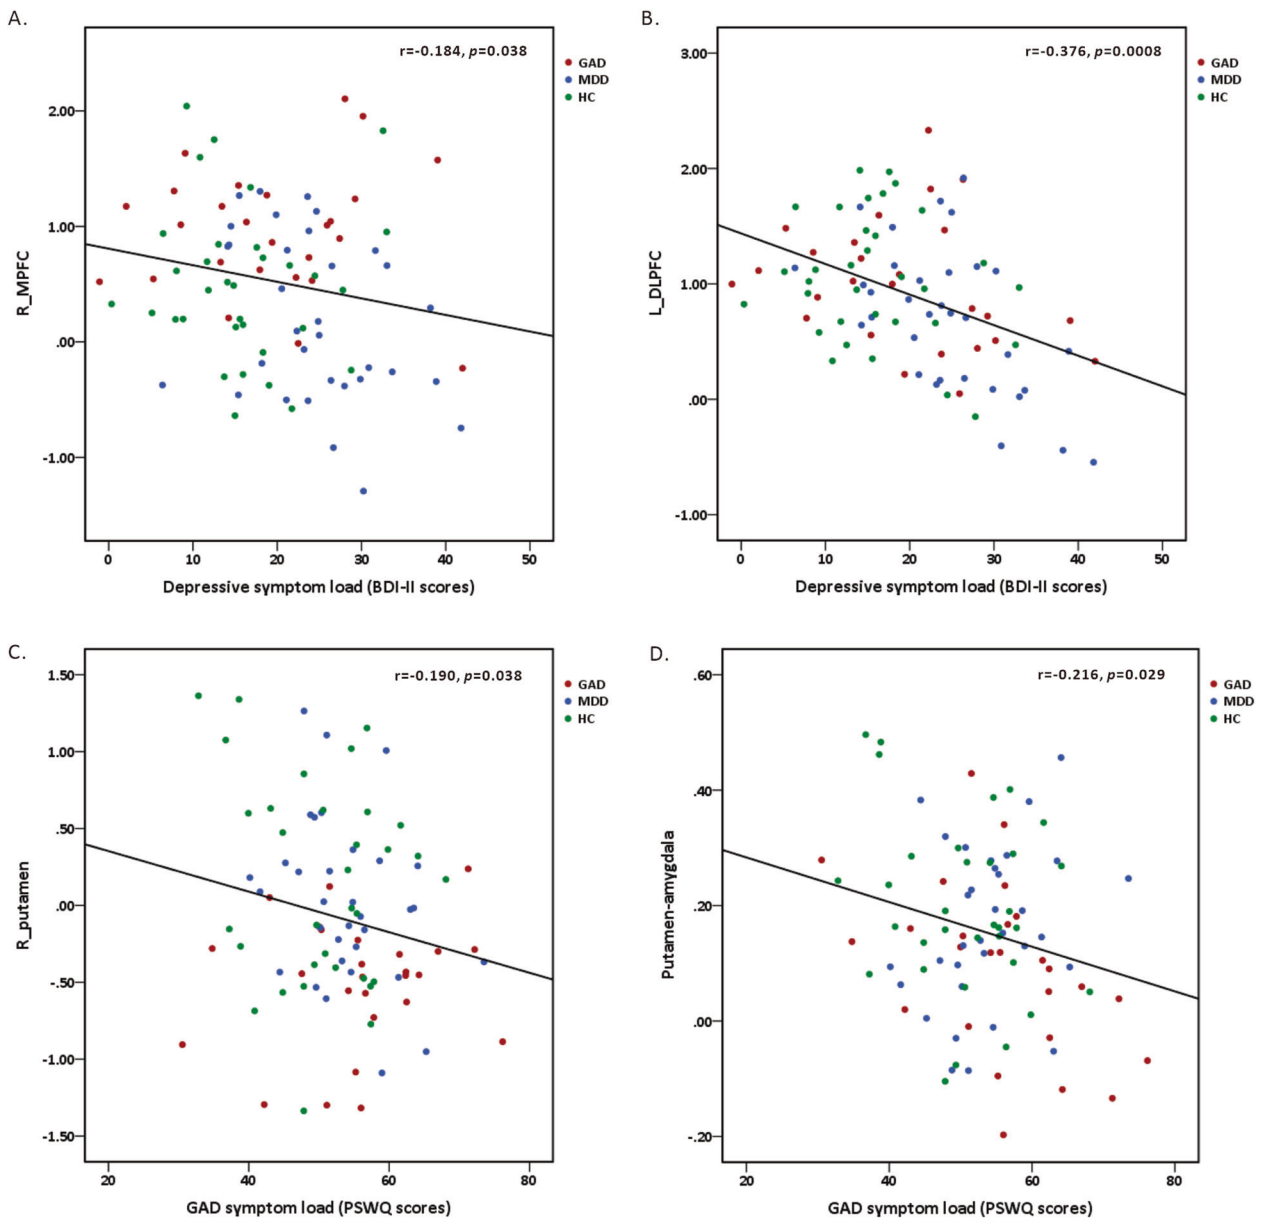 A.
r=-0.184, p=0.038
GAD
MDD
HC
2.00
1.00
.00
-1.00
R_MPFC
0 10 20 30 40 50
Depressive symptom load (BDI-II scores)
B.
r=-0.376, p=0.0008
GAD
MDD
HC
3.00
2.00
1.00
.00
-1.00
L_DLPFC
0 10 20 30 40 50
Depressive symptom load (BDI-II scores)
C.
r=-0.190, p=0.038
GAD
MDD
HC
1.50
1.00
.50
.00
-.50
-1.00
-1.50
R_putamen
20 40 60 80
GAD symptom load (PSWQ scores)
D.
r=-0.216, p=0.029
GAD
MDD
HC
.60
.40
.20
.00
-.20
Putamen-amygdala
20 40 60 80
GAD symptom load (PSWQ scores)